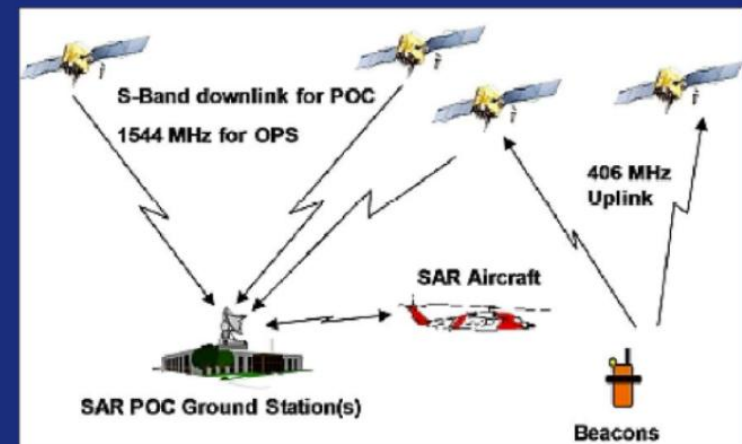 S-Band downlink for POC
1544 MHz for OPS
406 MHz
Uplink
SAR Aircraft
SAR POC Ground Station(s)
Beacons